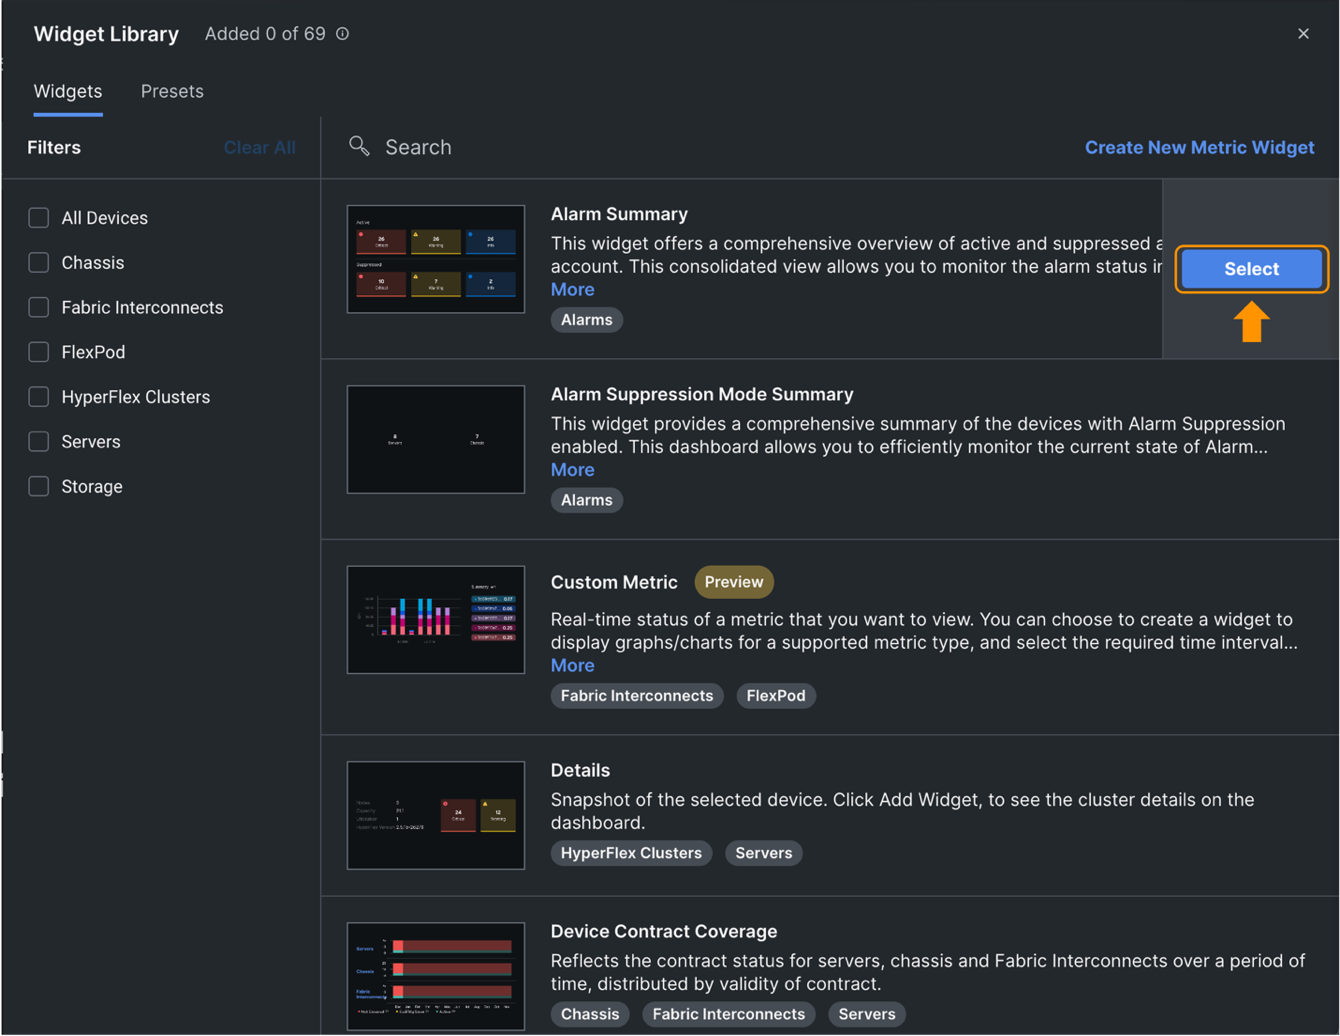 Widget Library Added 0 of 69
Widgets Presets
Filters Clear All Search Create New Metric Widget
All Devices
Chassis
Fabric Interconnects
FlexPod
HyperFlex Clusters
Servers
Storage
Active
26 26 26
Critical Warning Info
Suppressed
10 7 2
Critical Warning Info
Alarm Summary
This widget offers a comprehensive overview of active and suppressed a
account. This consolidated view allows you to monitor the alarm status in
More
Alarms
Select
8 7
Servers Chassis
Alarm Suppression Mode Summary
This widget provides a comprehensive summary of the devices with Alarm Suppression
enabled. This dashboard allows you to efficiently monitor the current state of Alarm...
More
Alarms
Custom Metric Preview
Real-time status of a metric that you want to view. You can choose to create a widget to
display graphs/charts for a supported metric type, and select the required time interval...
More
Fabric Interconnects FlexPod
Nodes 3
Capacity
Utilization 1
HyperFlex Version
24 12
Critical Warning
Details
Snapshot of the selected device. Click Add Widget, to see the cluster details on the
dashboard.
HyperFlex Clusters Servers
Servers
Chassis
Fabric
Interconnects
Device Contract Coverage
Reflects the contract status for servers, chassis and Fabric Interconnects over a period of
time, distributed by validity of contract.
Chassis Fabric Interconnects Servers